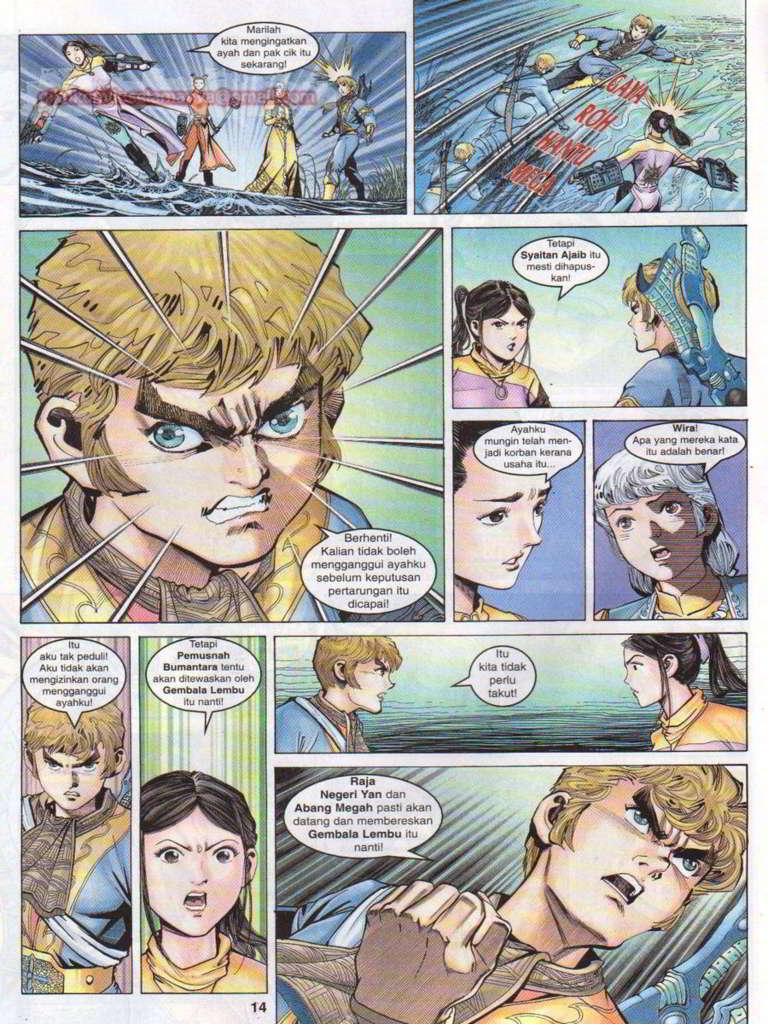 Marilah
kita mengingatkan
ayah dan pak cik itu
sekarang!
GAYA
ROH
HANTU
MEGA
Tetapi
Syaitan Ajaib itu
mesti dihapus-
kan!
Berhenti!
Kalian tidak boleh
mengganggui ayahku
sebelum keputusan
pertarungan itu
dicapai!
Ayahku
mungin telah men-
jadi korban kerana
usaha itu...
Wira!
Apa yang mereka kata
itu adalah benar!
Itu
aku tak peduli!
Aku tidak akan
mengizinkan orang
mengganggui
ayahku!
Tetapi
Pemusnah
Bumantara tentu
akan ditewaskan oleh
Gembala Lembu
itu nanti!
Itu
kita tidak
perlu
takut!
Raja
Negeri Yan dan
Abang Megah pasti akan
datang dan membereskan
Gembala Lembu itu
nanti!
14